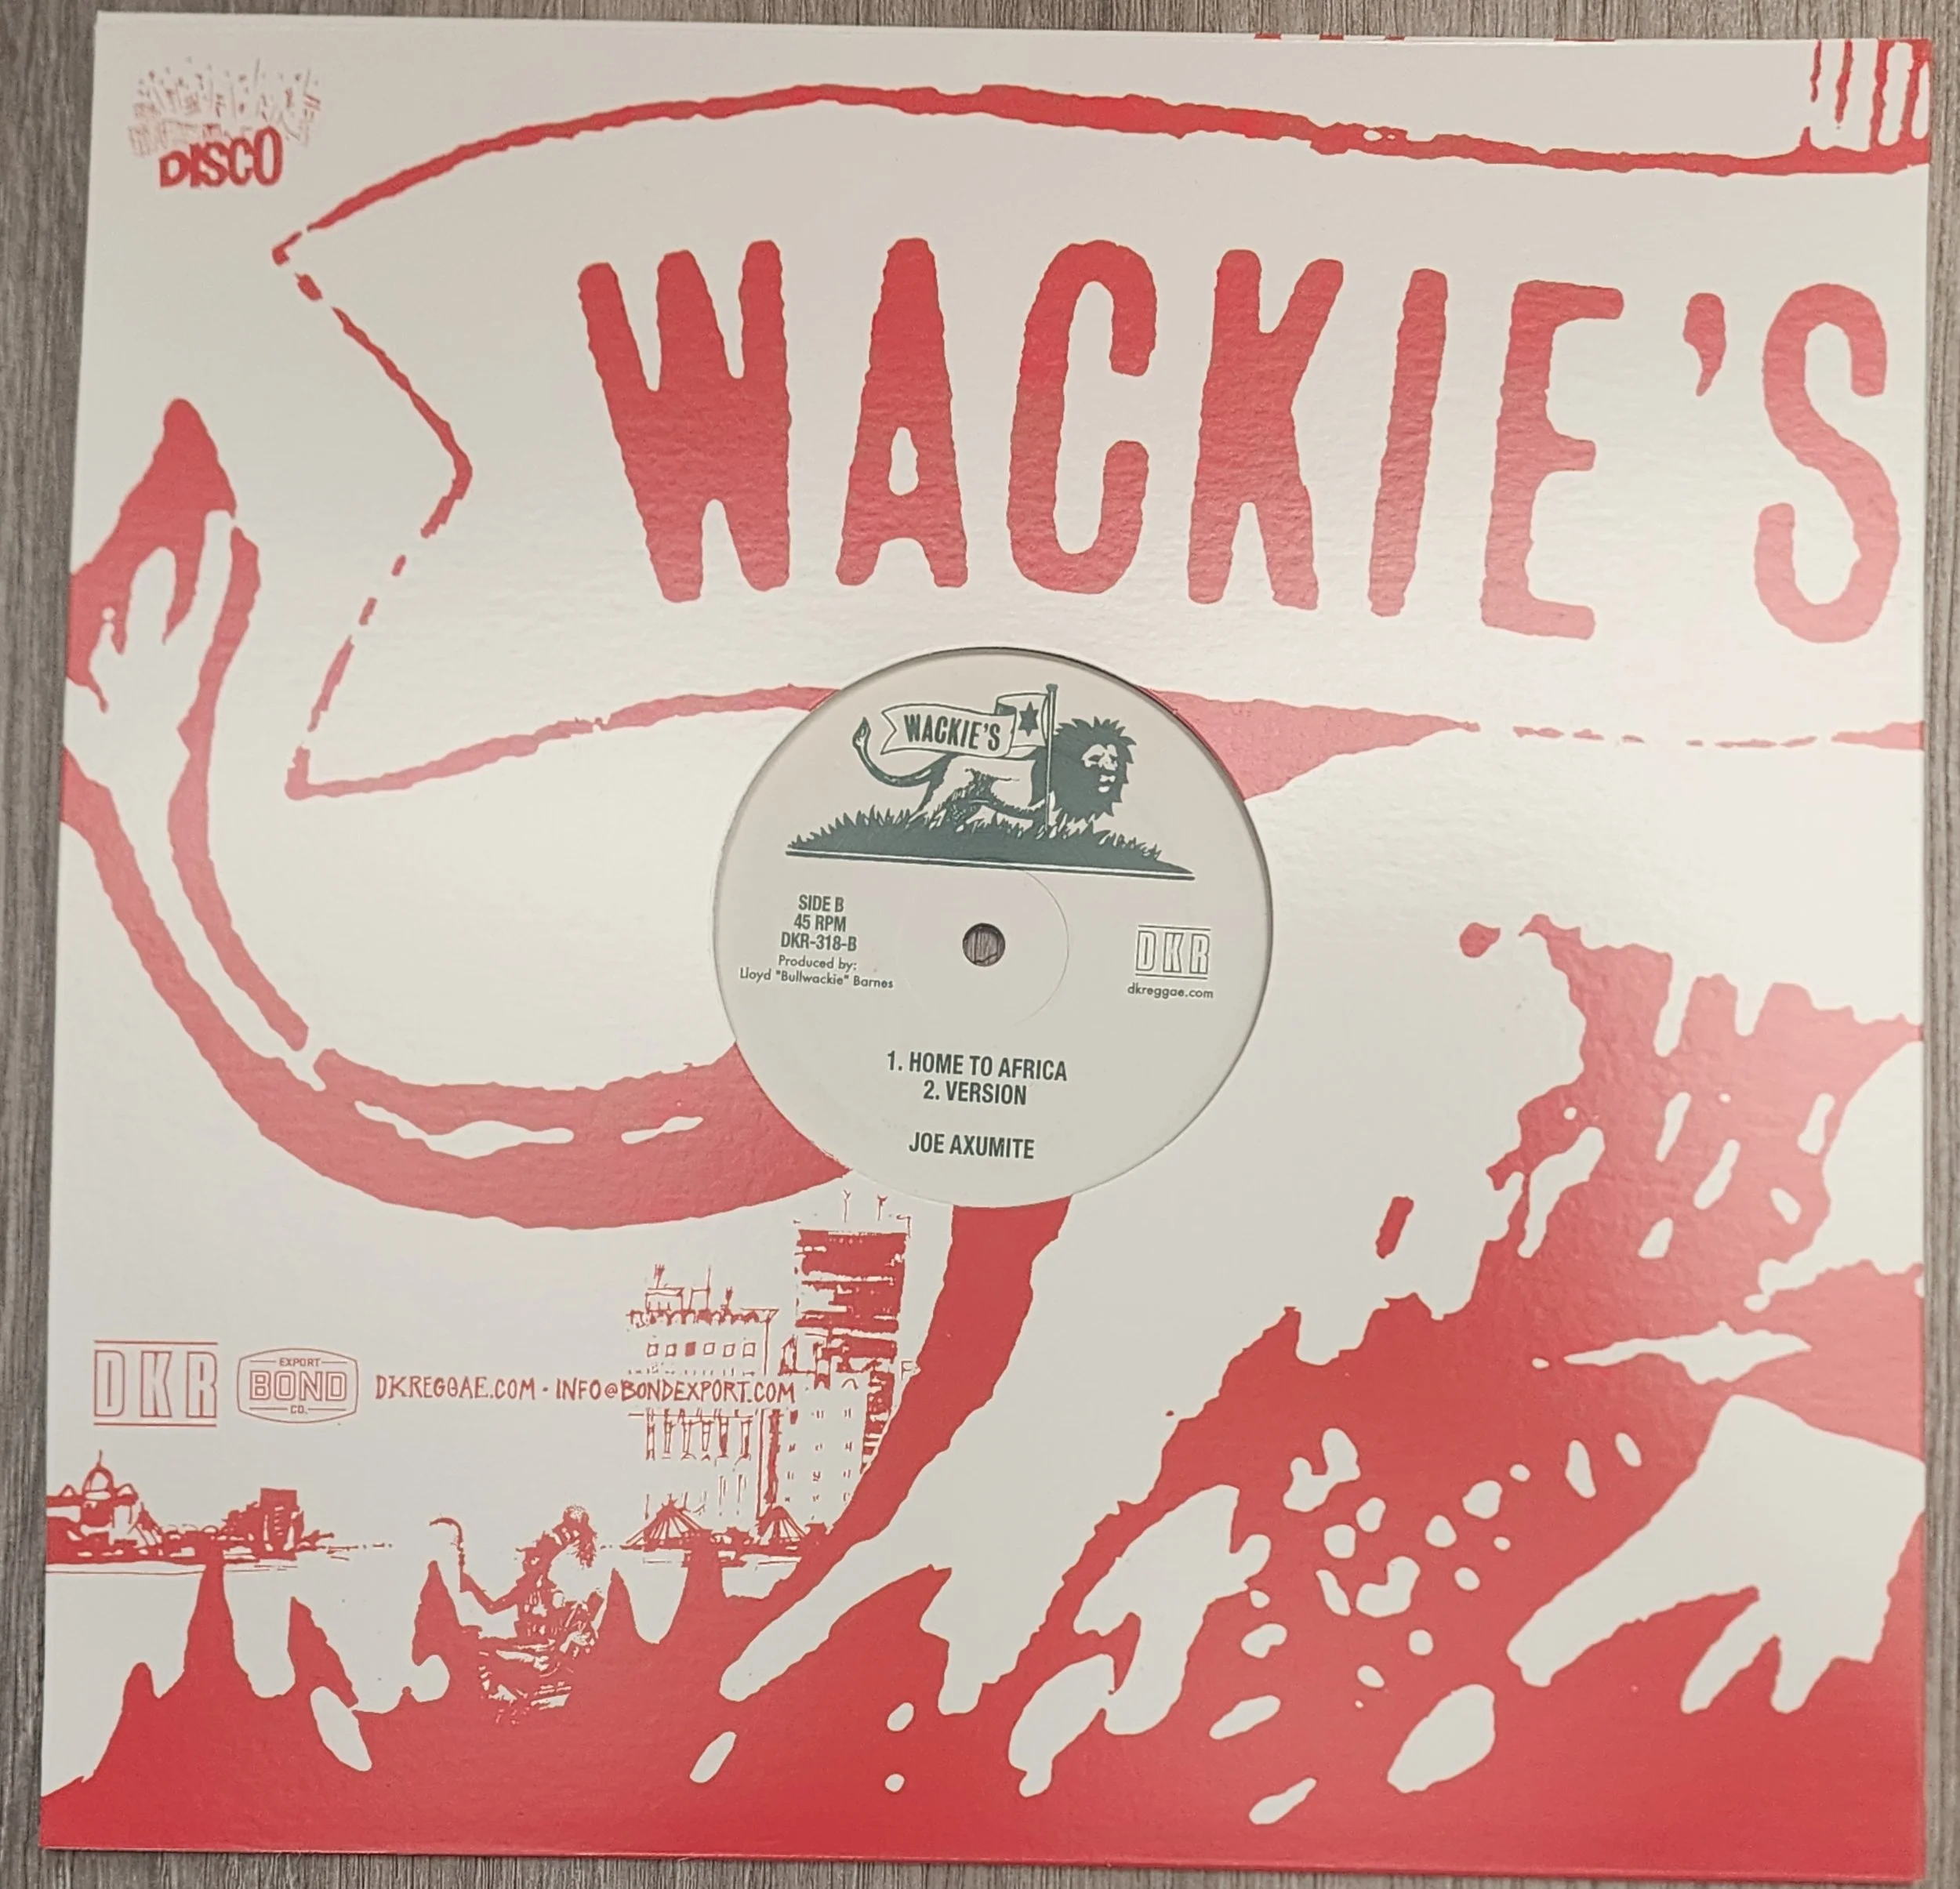 DISCO
WACKIE'S
WACKIE'S
SIDE B
45 RPM
DKR-318-B
Produced by:
Lloyd "Bullwackie" Barnes
DKR
dkreggae.com
1. HOME TO AFRICA
2. VERSION
JOE AXUMITE
DKR
EXPORT
BOND
CO.
DKREGGAE.COM · INFO@BONDEXPORT.COM